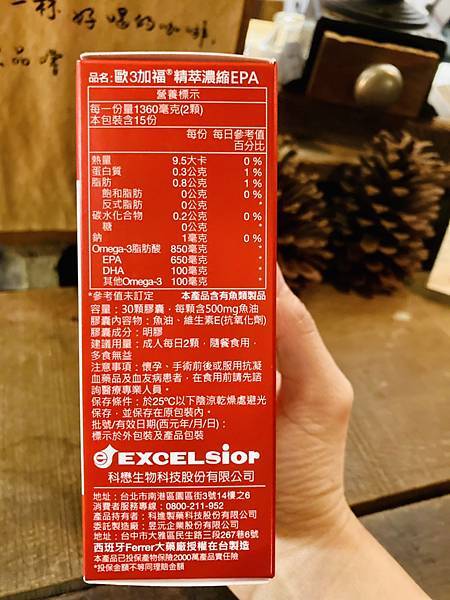 一杯 好喝的咖啡
品嚐
品名: 歐3加福®精萃濃縮EPA
營養標示
每一份量1360毫克(2顆)
本包裝含15份
每份 每日參考值
百分比
熱量 9.5大卡 0%
蛋白質 0.3公克 1%
脂肪 0.8公克 1%
飽和脂肪 0公克 0%
反式脂肪 0公克 *
碳水化合物 0.2公克 0%
糖 0公克 *
鈉 1毫克 0%
Omega-3脂肪酸 850毫克 *
EPA 650毫克 *
DHA 100毫克 *
其他Omega-3 100毫克 *
*參考值未訂定 本產品含有魚類製品
容量:30顆膠囊,每顆含500mg魚油
膠囊內容物:魚油、維生素E(抗氧化劑)
膠囊成分:明膠
建議用量:成人每日2顆,隨餐食用,
多食無益
注意事項:懷孕、手術前後或服用抗凝
血藥品及血友病患者,在食用前請先諮
詢醫療專業人員。
保存條件:於25℃以下陰涼乾燥處避光
保存,並保存在原包裝內。
批號/有效日期(西元年/月/日):
標示於外包裝及產品包裝
EXCELSior
科懋生物科技股份有限公司
地址:台北市南港區園區街3號14樓之6
消費者服務專線:0800-211-952
產品持有者:科進製藥科技股份有限公司
委託製造廠:昱沅企業股份有限公司
地址:台中市大雅區民生路三段267巷6號
西班牙Ferrer大藥廠授權在台製造
本產品已投保產物保險2000萬產品責任險
*投保金額不等同理賠金額